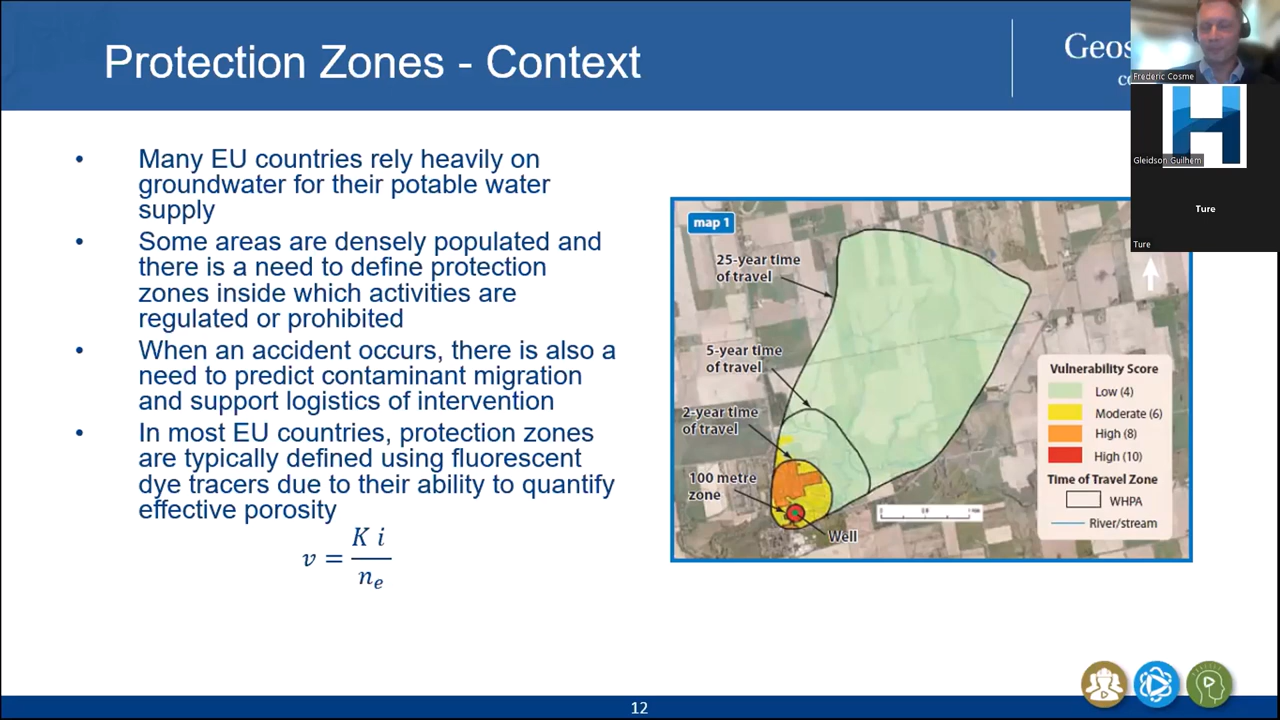 Protection Zones - Context
Geos
Frederic Cosme
Gleidson Guilhem
Ture
Ture
• Many EU countries rely heavily on
groundwater for their potable water
supply
• Some areas are densely populated and
there is a need to define protection
zones inside which activities are
regulated or prohibited
• When an accident occurs, there is also a
need to predict contaminant migration
and support logistics of intervention
• In most EU countries, protection zones
are typically defined using fluorescent
dye tracers due to their ability to quantify
effective porosity
v = K i / nₑ
map 1
25-year time
of travel
5-year time
of travel
2-year time
of travel
100 metre
zone
Well
Vulnerability Score
Low (4)
Moderate (6)
High (8)
High (10)
Time of Travel Zone
WHPA
River/stream
12